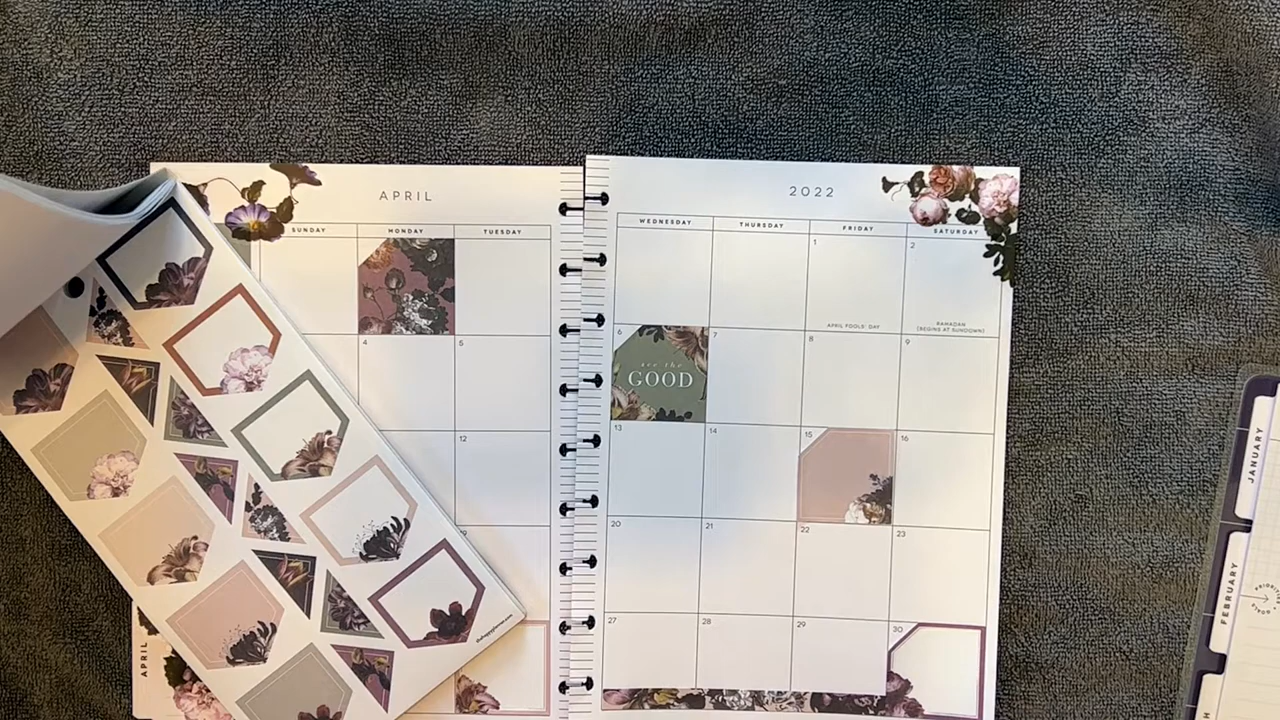 APRIL
2022
SUNDAY
MONDAY
TUESDAY
WEDNESDAY
THURSDAY
FRIDAY
SATURDAY
1
2
APRIL FOOLS' DAY
RAMADAN
(BEGINS AT SUNDOWN)
4
5
6
see the
GOOD
7
8
9
12
13
14
15
16
20
21
22
23
27
28
29
30
APRIL
JANUARY
FEBRUARY